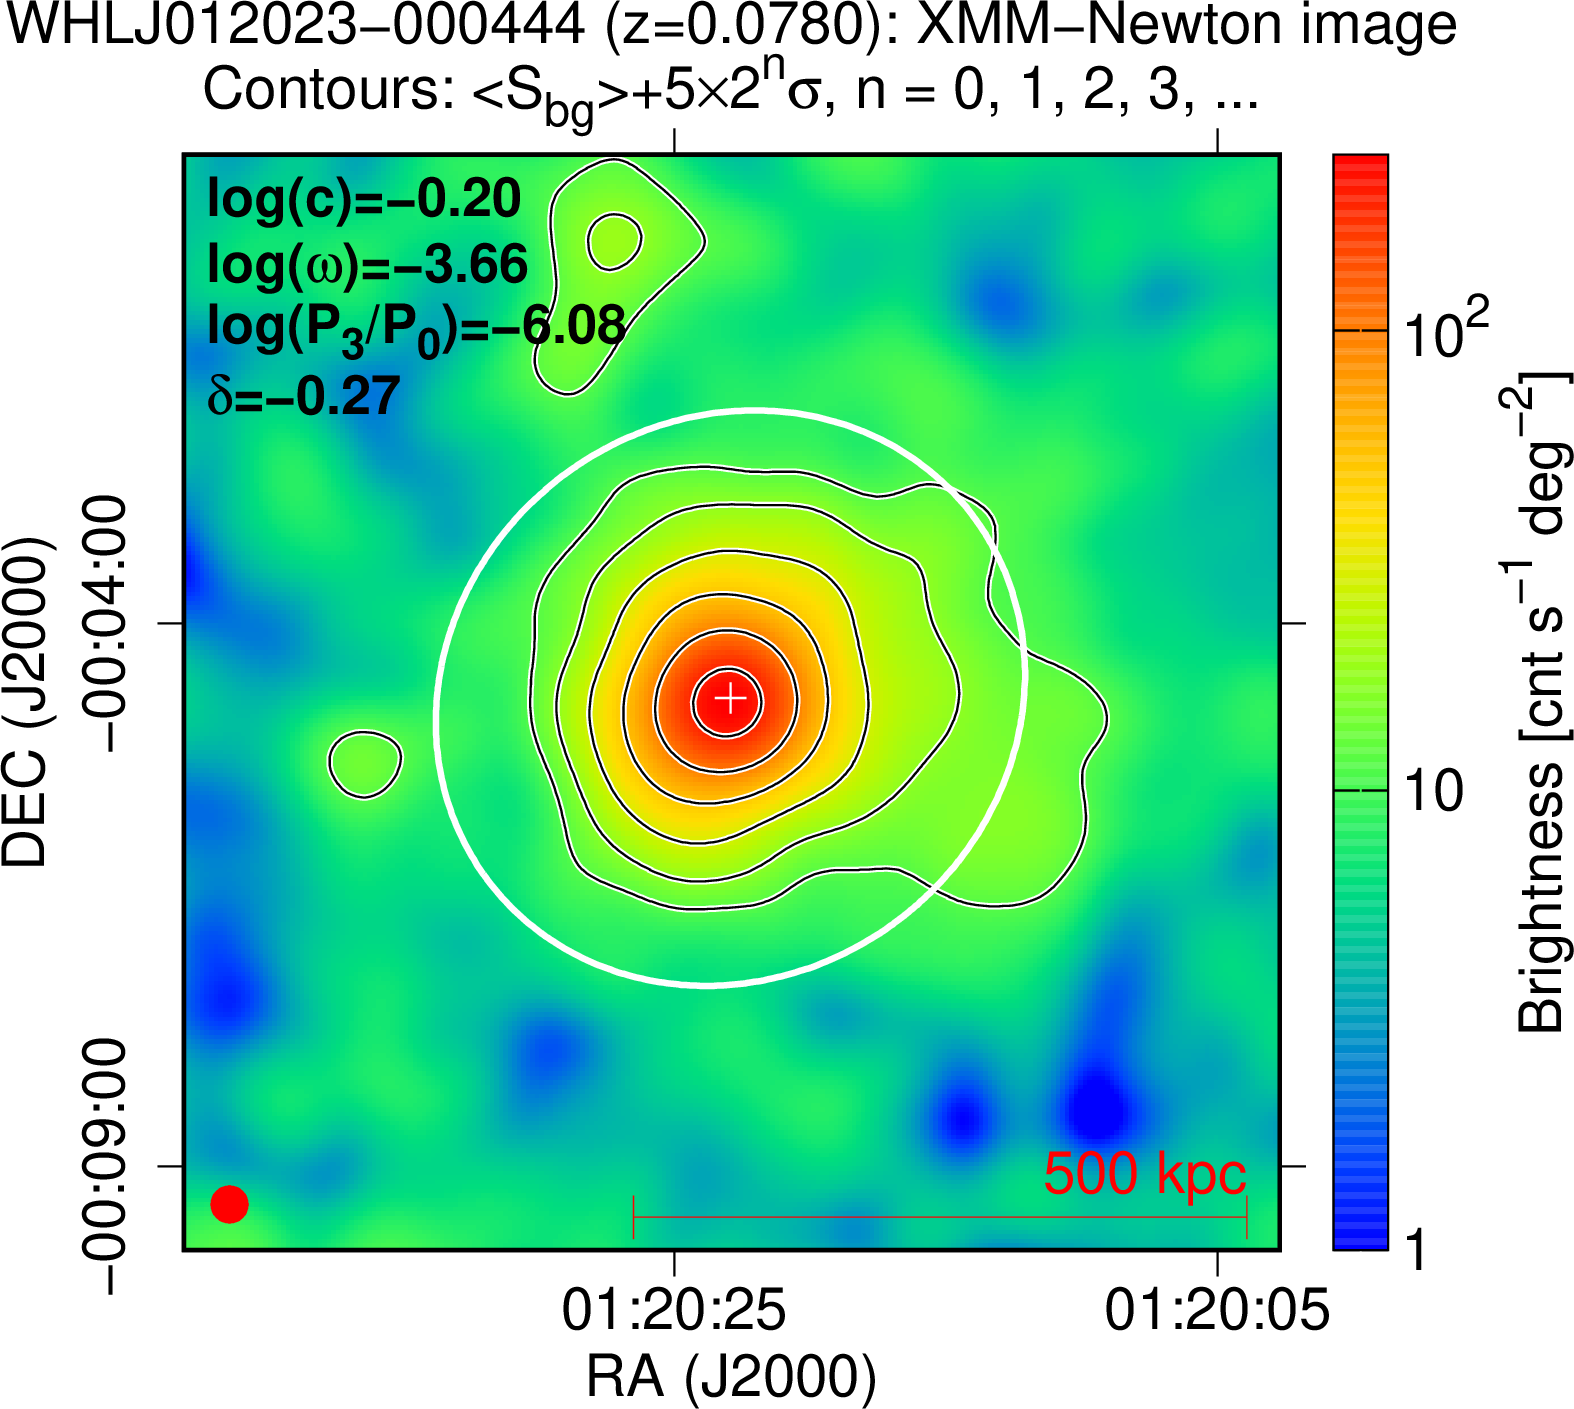 WHLJ012023−000444 (z=0.0780): XMM−Newton image
Contours: <S_bg>+5×2^nσ, n = 0, 1, 2, 3, ...
log(c)=−0.20
log(ω)=−3.66
log(P_3/P_0)=−6.08
δ=−0.27
DEC (J2000)
−00:04:00
−00:09:00
500 kpc
01:20:25
01:20:05
RA (J2000)
10^2
10
1
Brightness [cnt s^−1 deg^−2]